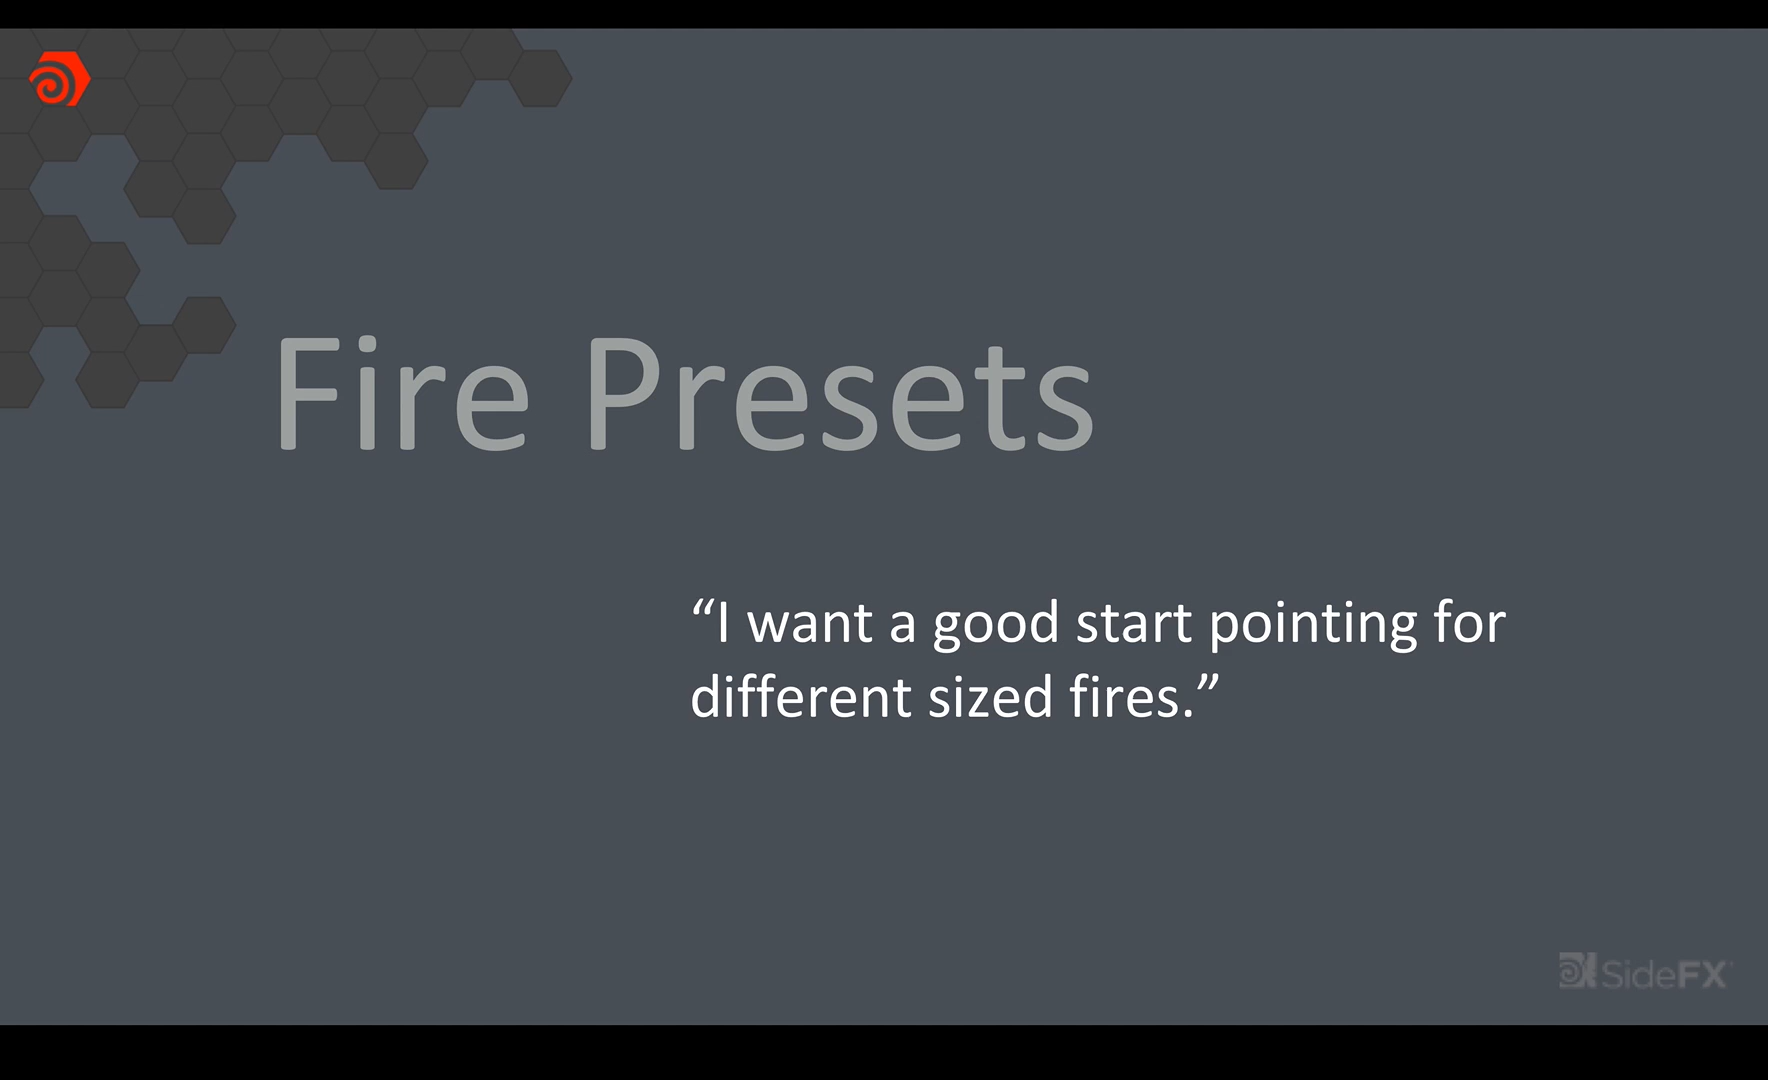 Fire Presets
“I want a good start pointing for
different sized fires.”
SideFX